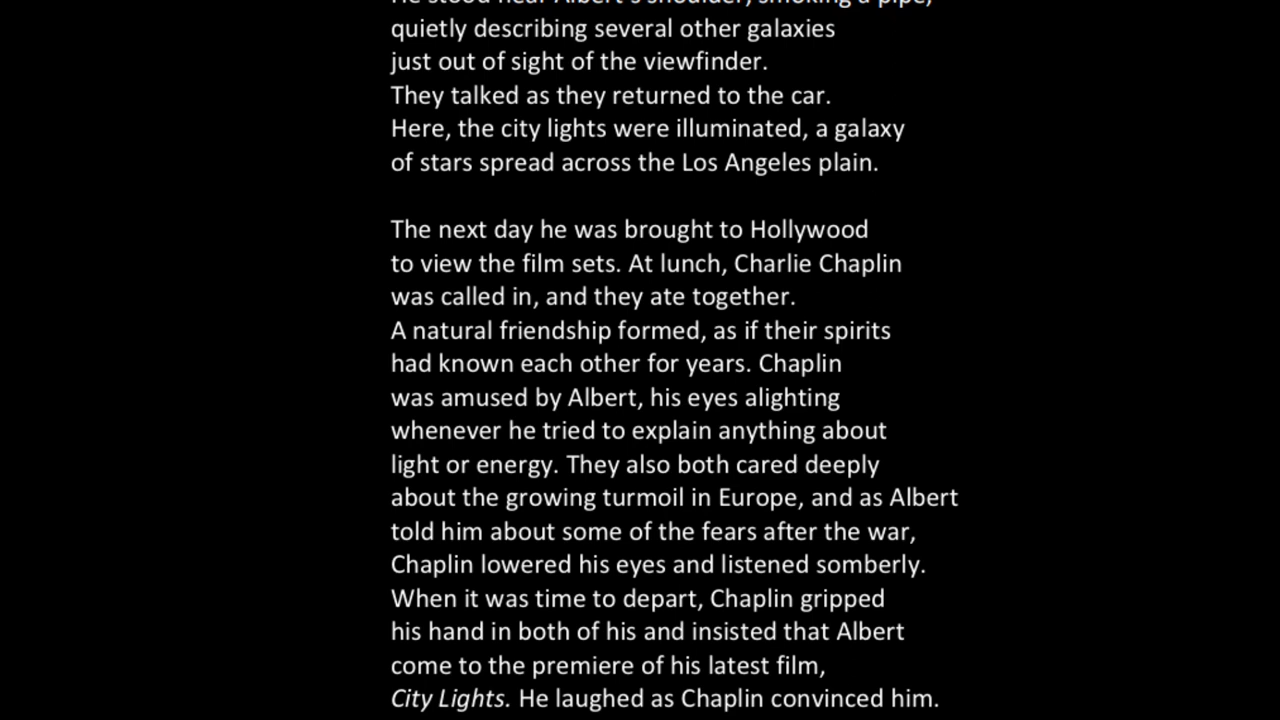 He stood near Albert's shoulder, smoking a pipe,
quietly describing several other galaxies
just out of sight of the viewfinder.
They talked as they returned to the car.
Here, the city lights were illuminated, a galaxy
of stars spread across the Los Angeles plain.
The next day he was brought to Hollywood
to view the film sets. At lunch, Charlie Chaplin
was called in, and they ate together.
A natural friendship formed, as if their spirits
had known each other for years. Chaplin
was amused by Albert, his eyes alighting
whenever he tried to explain anything about
light or energy. They also both cared deeply
about the growing turmoil in Europe, and as Albert
told him about some of the fears after the war,
Chaplin lowered his eyes and listened somberly.
When it was time to depart, Chaplin gripped
his hand in both of his and insisted that Albert
come to the premiere of his latest film,
City Lights. He laughed as Chaplin convinced him.